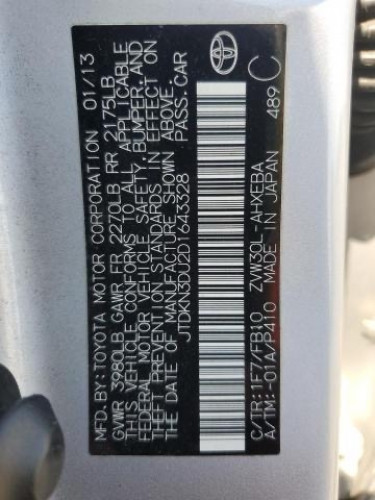 MFD.BY:TOYOTA MOTOR CORPORATION 01/13
GVWR 3980LB GAWR FR 2270LB RR 2175LB
THIS VEHICLE CONFORMS TO ALL APPLICABLE
FEDERAL MOTOR VEHICLE SAFETY, BUMPER, AND
THEFT PREVENTION STANDARDS IN EFFECT ON
THE DATE OF MANUFACTURE SHOWN ABOVE.
JTDKN3DU2D1643328 PASS.CAR
C/TR:1F7/FB10 ZVW30L-AHXEBA
A/TM:-01A/P410 MADE IN JAPAN 489 C